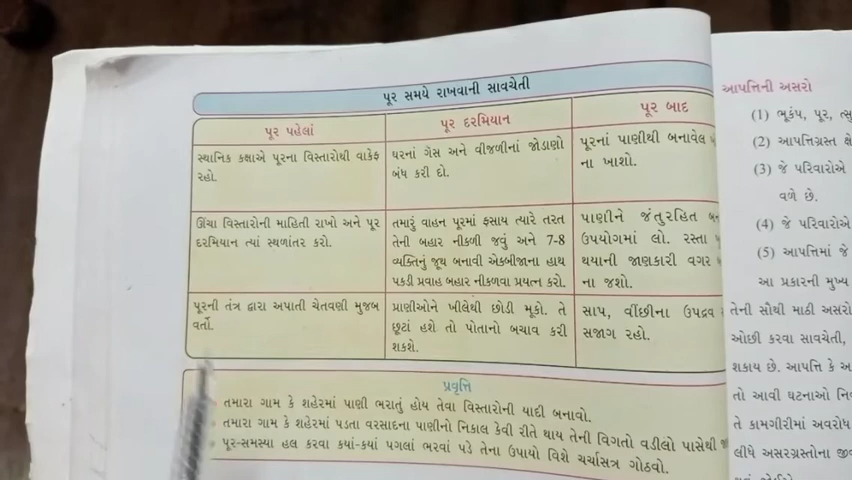 પૂર સમયે રાખવાની સાવચેતી
પૂર પહેલાં
પૂર દરમિયાન
પૂર બાદ
સ્થાનિક કક્ષાએ પૂરના વિસ્તારોથી વાકેફ
રહો.
ઘરનાં ગૅસ અને વીજળીનાં જોડાણો
બંધ કરી દો.
પૂરનાં પાણીથી બનાવેલ
ના ખાશો.
ઊંચા વિસ્તારોની માહિતી રાખો અને પૂર
દરમિયાન ત્યાં સ્થળાંતર કરો.
તમારું વાહન પૂરમાં ફસાય ત્યારે તરત
તેની બહાર નીકળી જવું અને 7-8
વ્યક્તિનું જૂથ બનાવી એકબીજાના હાથ
પકડી પ્રવાહ બહાર નીકળવા પ્રયત્ન કરો.
પાણીને જંતુરહિત
ઉપયોગમાં લો. રસ્તા
થયાની જાણકારી વગર
ના જશો.
પૂરની તંત્ર દ્વારા અપાતી ચેતવણી મુજબ
વર્તો.
પ્રાણીઓને ખીલેથી છોડી મૂકો. તે
છૂટાં હશે તો પોતાનો બચાવ કરી
શકશે.
સાપ, વીંછીના ઉપદ્રવ
સજાગ રહો.
પ્રવૃત્તિ
તમારા ગામ કે શહેરમાં પાણી ભરાતું હોય તેવા વિસ્તારોની યાદી બનાવો.
તમારા ગામ કે શહેરમાં પડતા વરસાદના પાણીનો નિકાલ કેવી રીતે થાય તેની વિગતો વડીલો પાસેથી
પૂર-સમસ્યા હલ કરવા કયાં-કયાં પગલાં ભરવાં પડે તેના ઉપાયો વિશે ચર્ચાસત્ર ગોઠવો.
આપત્તિની અસરો
(1) ભૂકંપ, પૂર,
(2) આપત્તિગ્રસ્ત
(3) જે પરિવારોએ
વળે છે.
(4) જે પરિવારોએ
(5) આપત્તિમાં જે
આ પ્રકારની મુખ્ય
તેની સૌથી માઠી અસરો
ઓછી કરવા સાવચેતી,
શકાય છે. આપત્તિ કે
તો આવી ઘટનાઓ
તે કામગીરીમાં અવરોધ
લીધે અસરગ્રસ્તોના